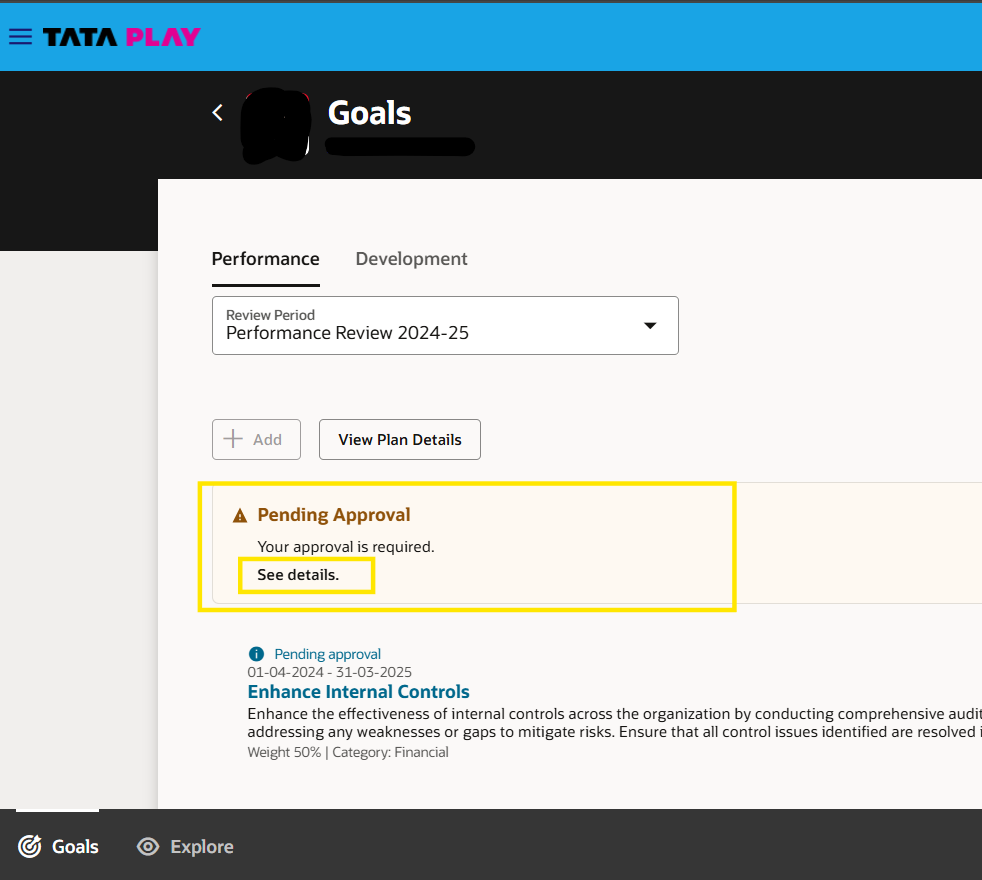 TATA PLAY
Goals
Performance Development
Review Period
Performance Review 2024-25
Add View Plan Details
Pending Approval
Your approval is required.
See details.
Pending approval
01-04-2024 - 31-03-2025
Enhance Internal Controls
Enhance the effectiveness of internal controls across the organization by conducting comprehensive audit
addressing any weaknesses or gaps to mitigate risks. Ensure that all control issues identified are resolved
Weight 50% | Category: Financial
Goals Explore